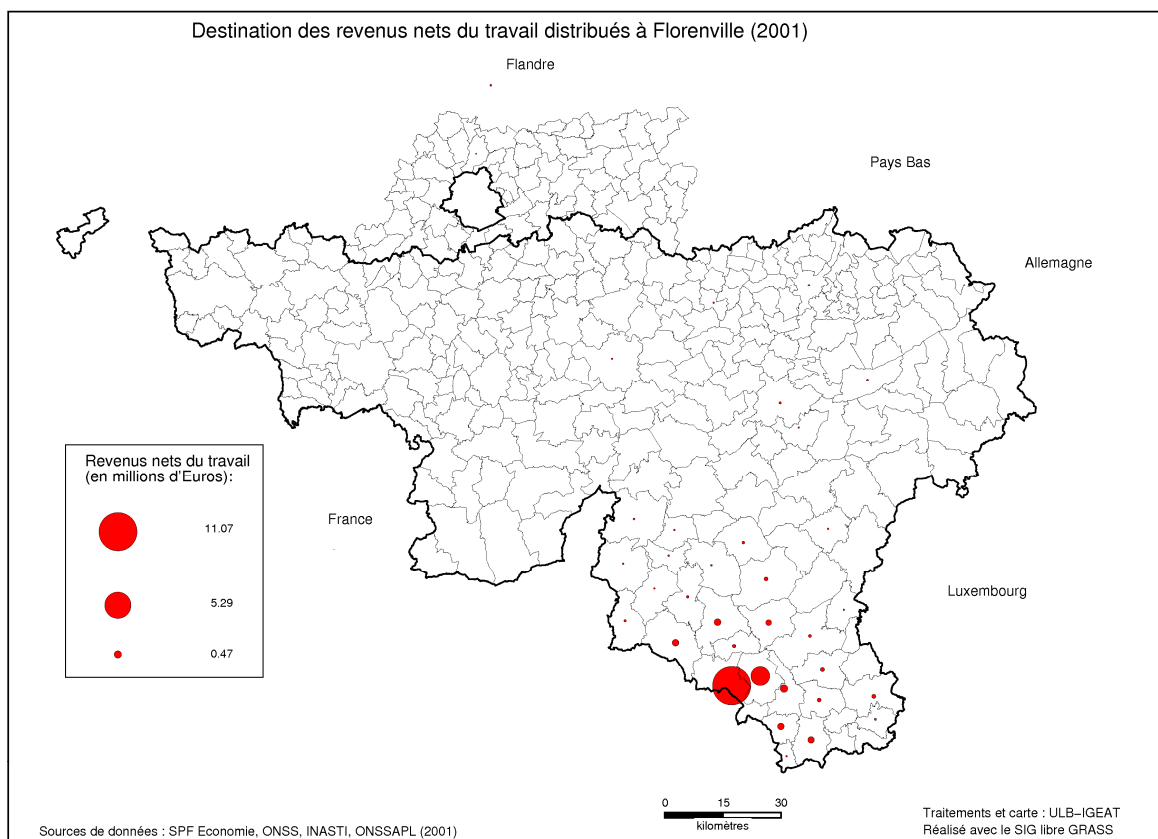 Destination des revenus nets du travail distribués à Florenville (2001)
Flandre
Pays Bas
Allemagne
Revenus nets du travail
(en millions d'Euros):
11.07
5.29
0.47
France
Luxembourg
0 15 30
kilomètres
Sources de données : SPF Economie, ONSS, INASTI, ONSSAPL (2001)
Traitements et carte : ULB-IGEAT
Réalisé avec le SIG libre GRASS